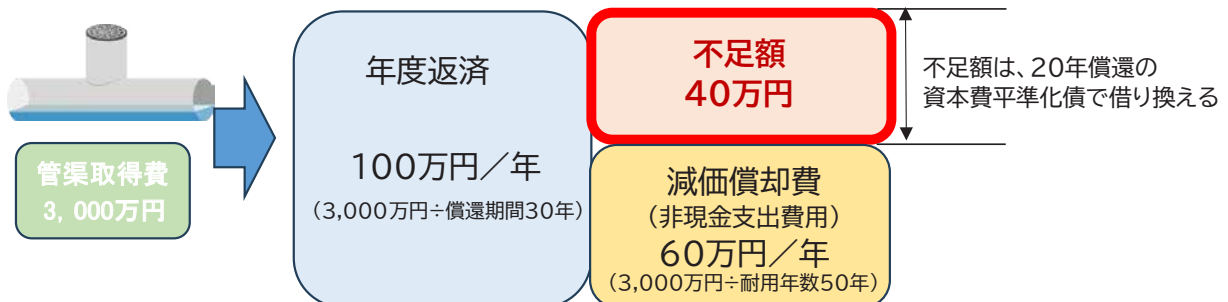 管渠取得費
3,000万円
年度返済
100万円／年
（3,000万円÷償還期間30年）
不足額
40万円
減価償却費
（非現金支出費用）
60万円／年
（3,000万円÷耐用年数50年）
不足額は、20年償還の
資本費平準化債で借り換える